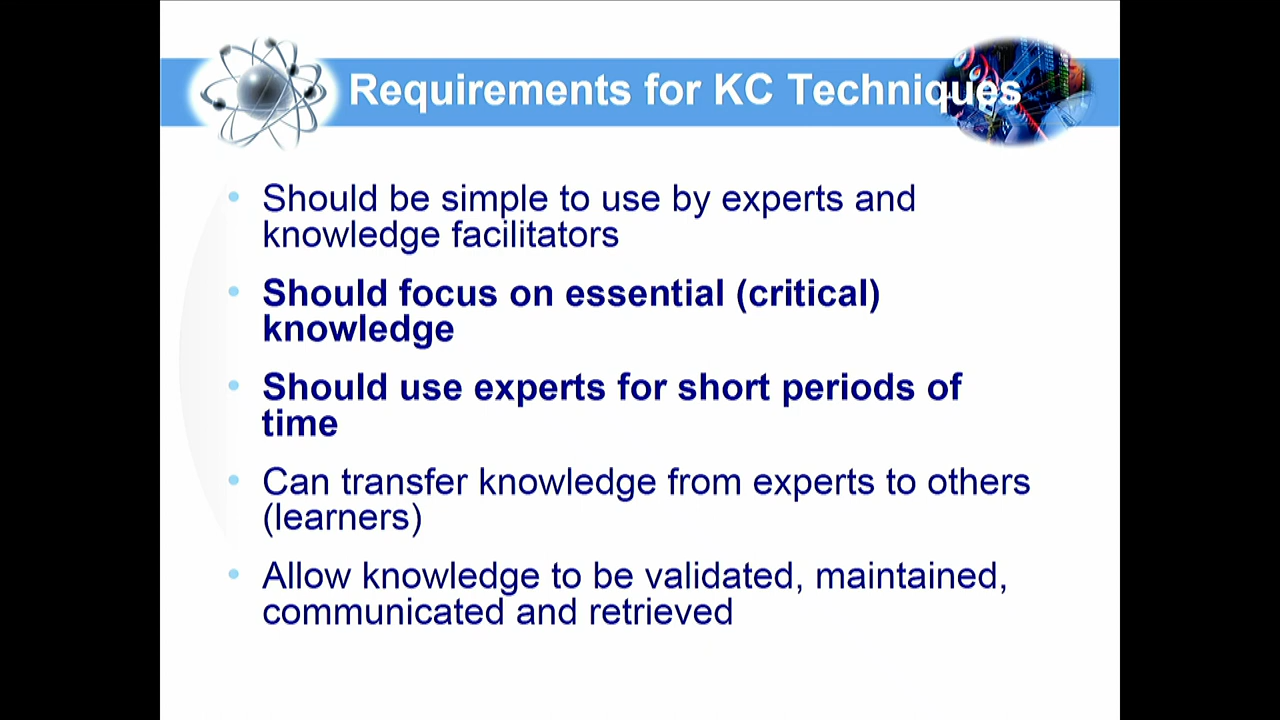 Requirements for KC Techniques
• Should be simple to use by experts and
knowledge facilitators
• Should focus on essential (critical)
knowledge
• Should use experts for short periods of
time
• Can transfer knowledge from experts to others
(learners)
• Allow knowledge to be validated, maintained,
communicated and retrieved